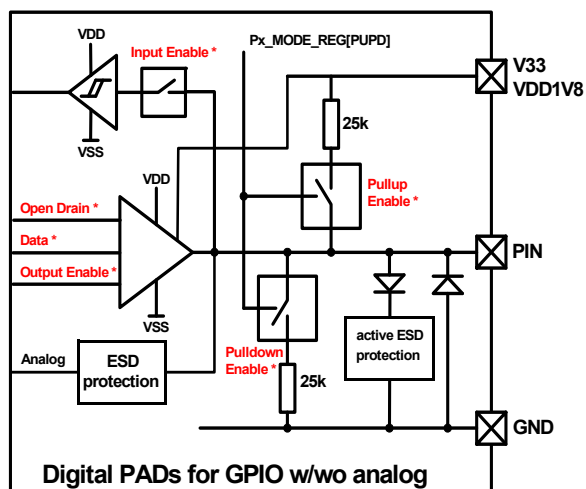 VDD
Input Enable *
Px_MODE_REG[PUPD]
V33
VDD1V8
VSS
25k
Pullup
Enable *
VDD
Open Drain *
Data *
Output Enable *
PIN
VSS
Analog
ESD
protection
Pulldown
Enable *
25k
active ESD
protection
GND
Digital PADs for GPIO w/wo analog